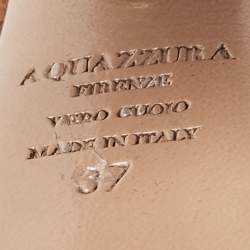 AQUAZZURA
FIRENZE
VERO CUOIO
MADE IN ITALY
37